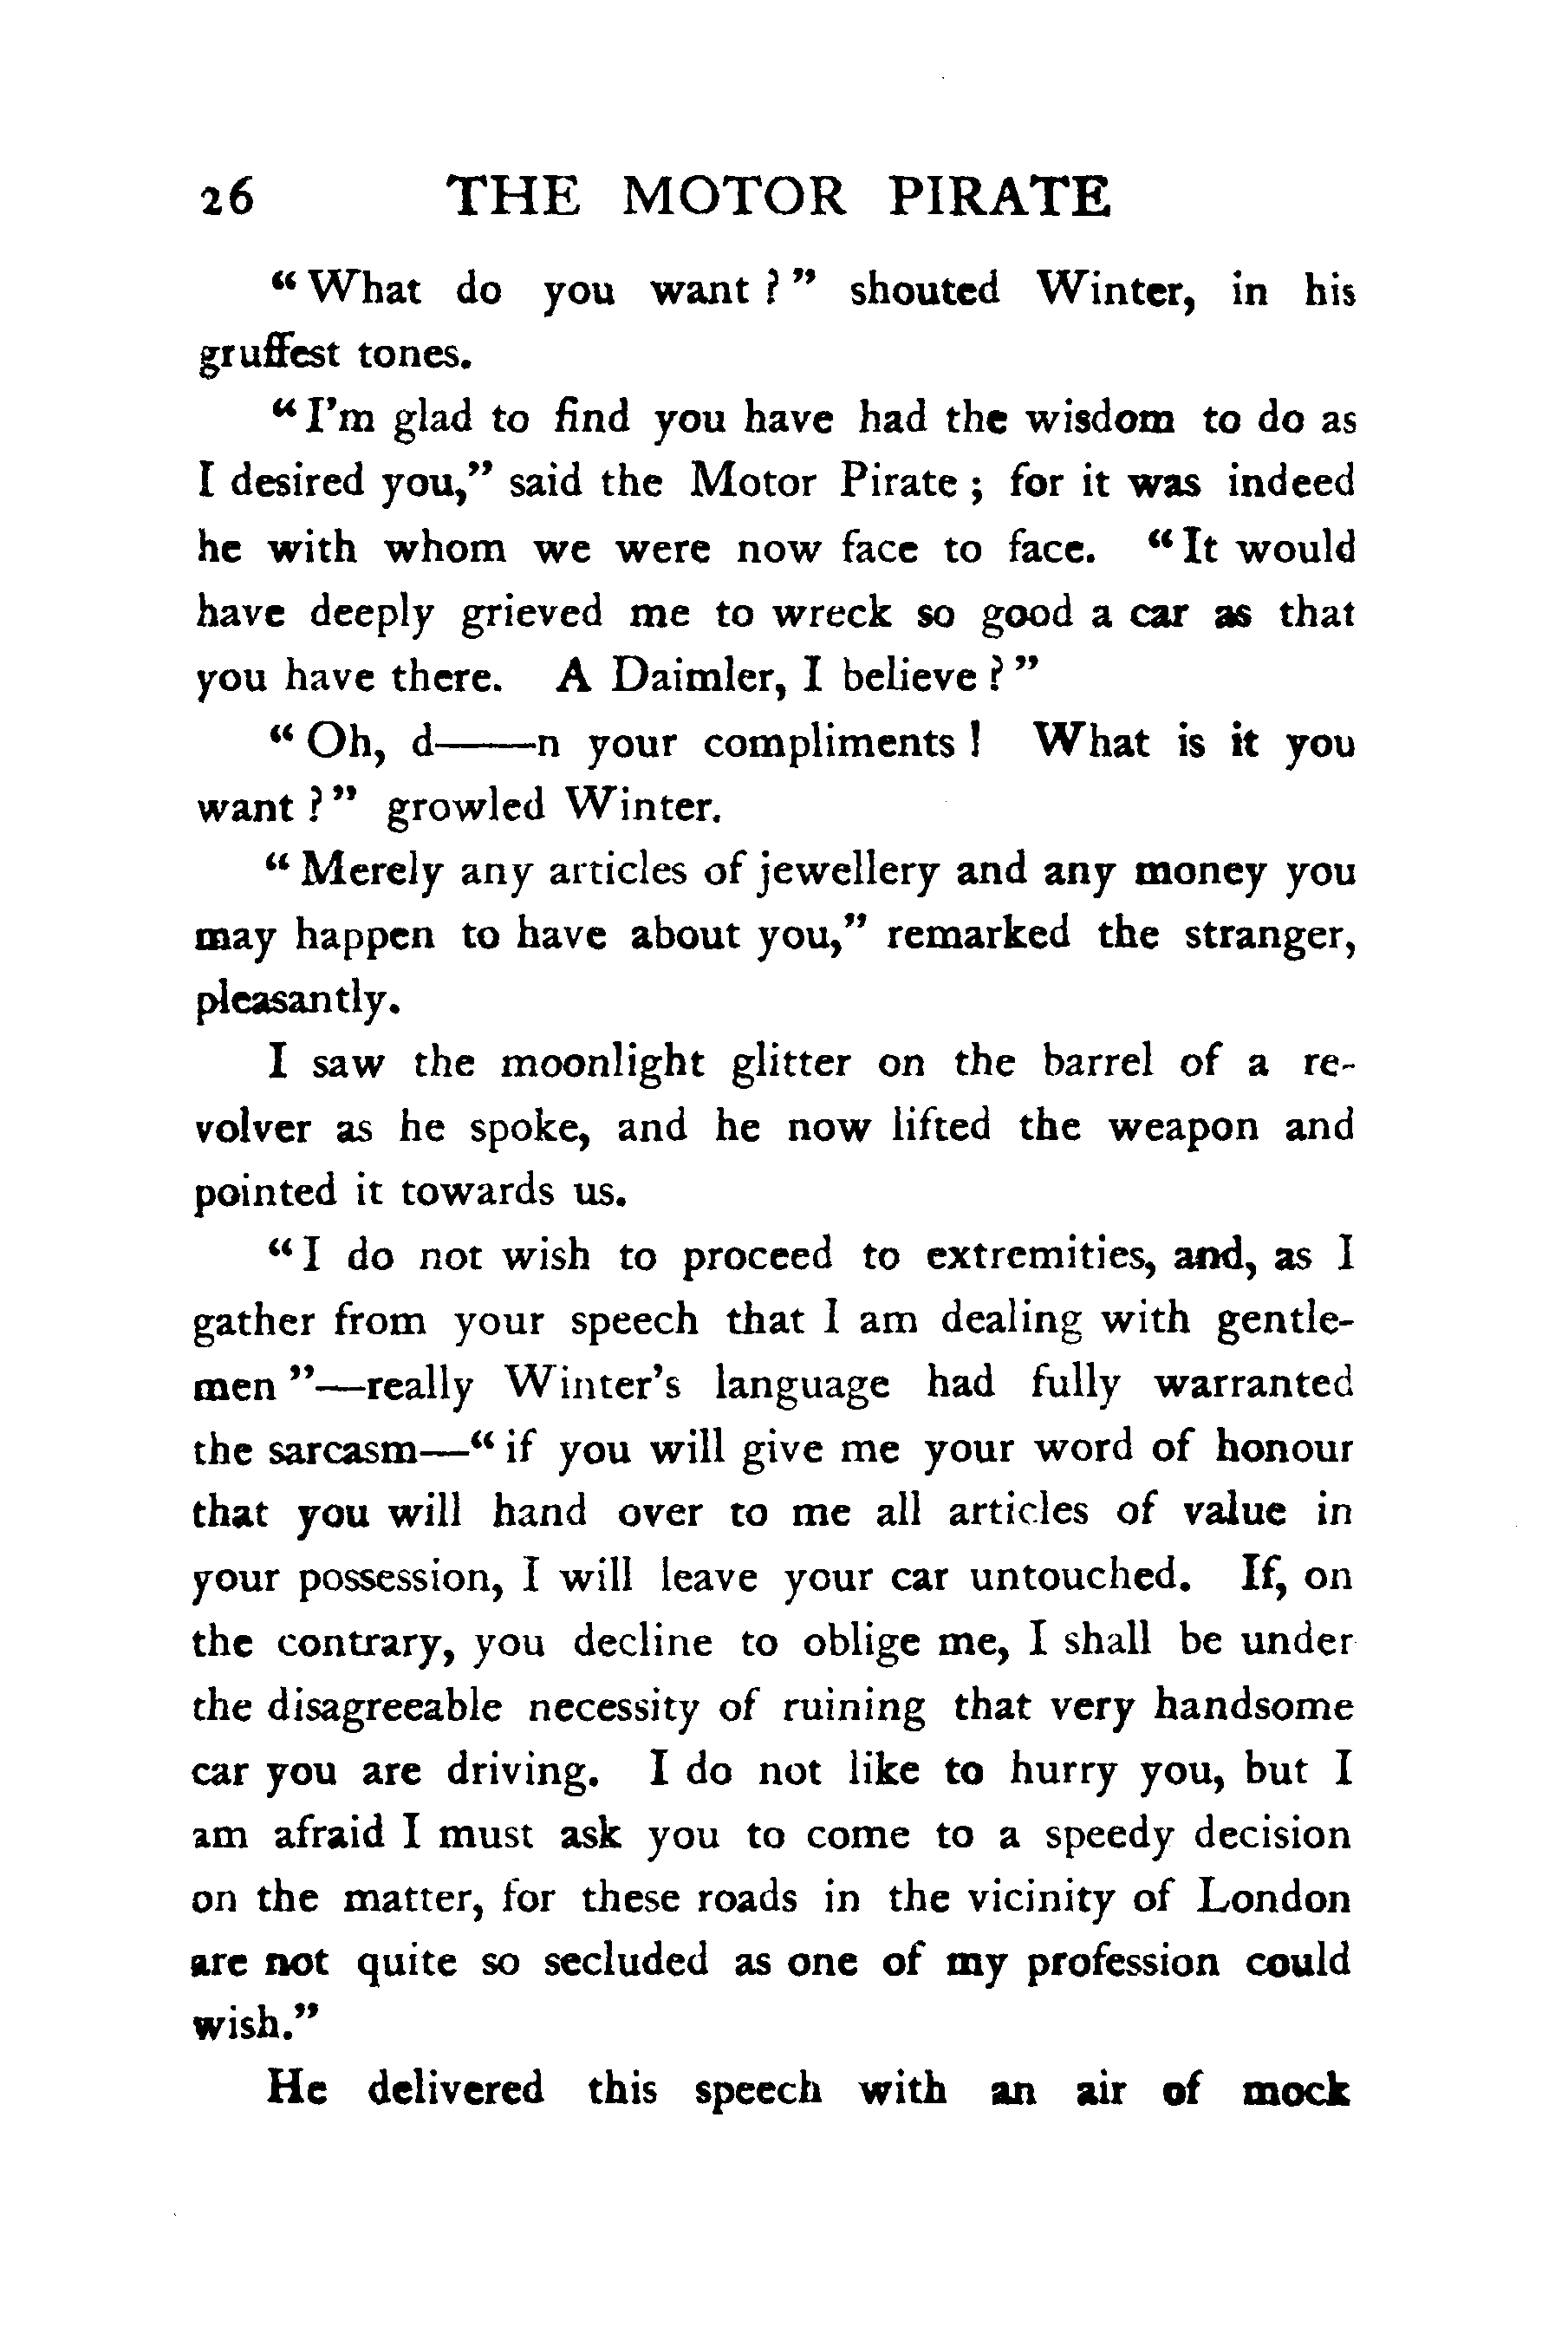 26 THE MOTOR PIRATE
“What do you want?” shouted Winter, in his
gruffest tones.
“I’m glad to find you have had the wisdom to do as
I desired you,” said the Motor Pirate; for it was indeed
he with whom we were now face to face. “It would
have deeply grieved me to wreck so good a car as that
you have there. A Daimler, I believe?”
“Oh, d——n your compliments! What is it you
want?” growled Winter.
“Merely any articles of jewellery and any money you
may happen to have about you,” remarked the stranger,
pleasantly.
I saw the moonlight glitter on the barrel of a re-
volver as he spoke, and he now lifted the weapon and
pointed it towards us.
“I do not wish to proceed to extremities, and, as I
gather from your speech that I am dealing with gentle-
men”—really Winter’s language had fully warranted
the sarcasm—“if you will give me your word of honour
that you will hand over to me all articles of value in
your possession, I will leave your car untouched. If, on
the contrary, you decline to oblige me, I shall be under
the disagreeable necessity of ruining that very handsome
car you are driving. I do not like to hurry you, but I
am afraid I must ask you to come to a speedy decision
on the matter, for these roads in the vicinity of London
are not quite so secluded as one of my profession could
wish.”
He delivered this speech with an air of mock